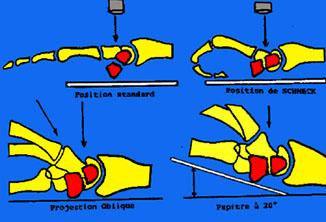 Position standard
Position de SCHNECK
Projection Oblique
Pupitre à 20°